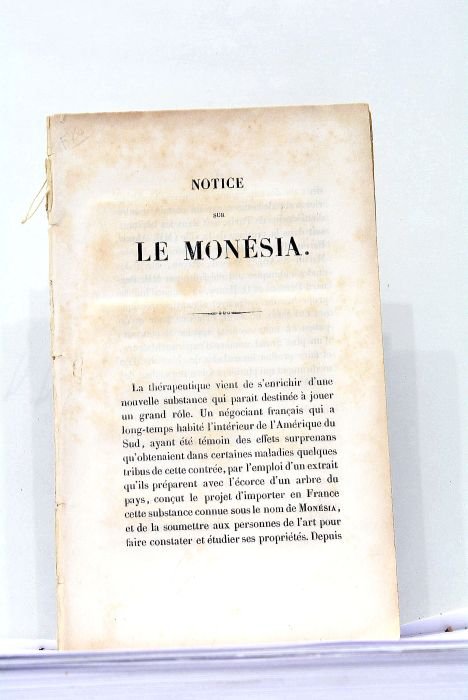 NOTICE
SUR
LE MONÉSIA.
La thérapeutique vient de s'enrichir d'une
nouvelle substance qui parait destinée à jouer
un grand rôle. Un négociant français qui a
long-temps habité l'intérieur de l'Amérique du
Sud, ayant été témoin des effets surprenans
qu'obtenaient dans certaines maladies quelques
tribus de cette contrée, par l'emploi d'un extrait
qu'ils préparent avec l'écorce d'un arbre du
pays, conçut le projet d'importer en France
cette substance connue sous le nom de MONÉSIA,
et de la soumettre aux personnes de l'art pour
faire constater et étudier ses propriétés. Depuis